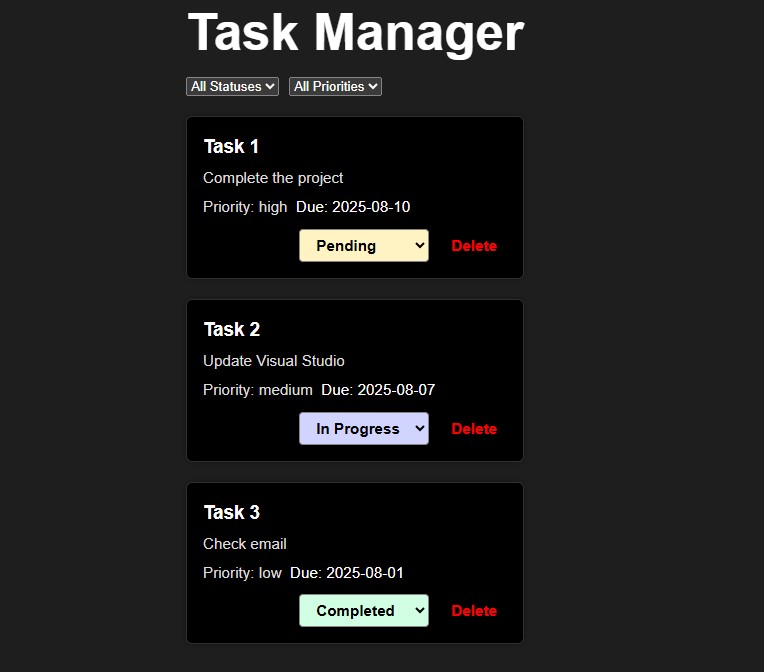 Task Manager
All Statuses All Priorities
Task 1
Complete the project
Priority: high Due: 2025-08-10
Pending Delete
Task 2
Update Visual Studio
Priority: medium Due: 2025-08-07
In Progress Delete
Task 3
Check email
Priority: low Due: 2025-08-01
Completed Delete